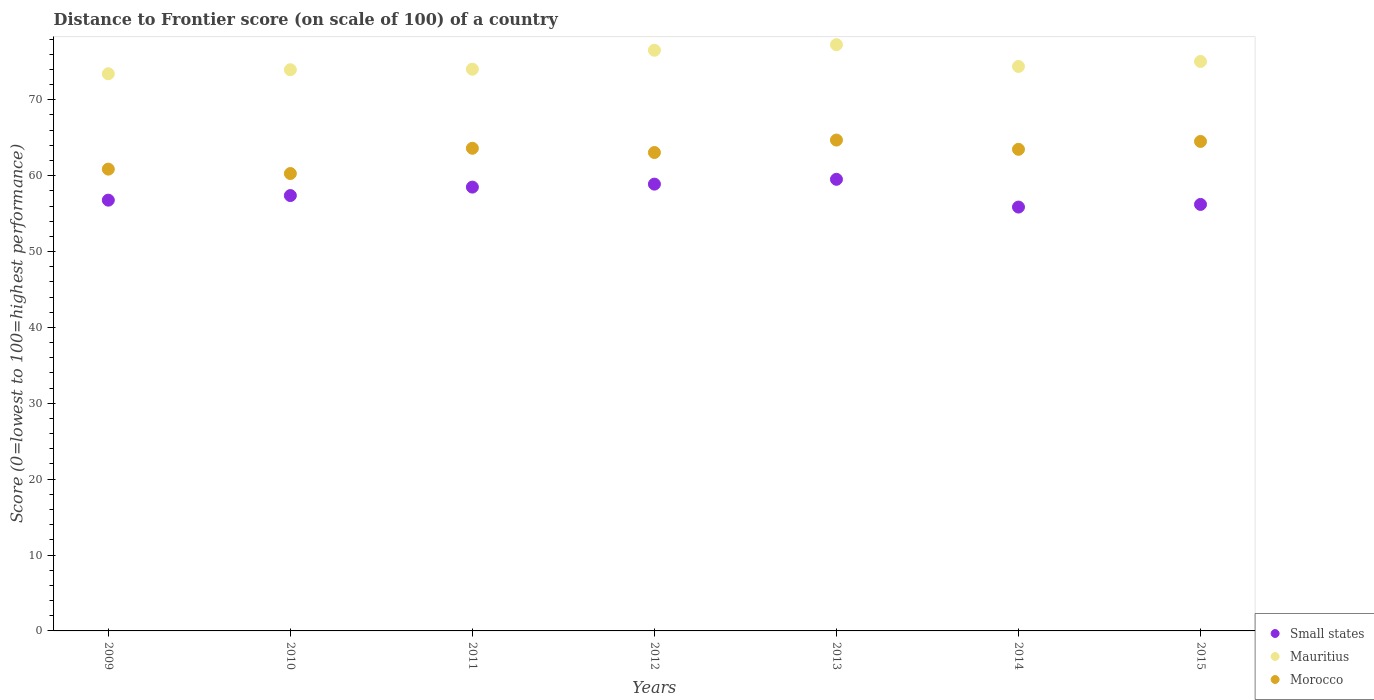 Distance to Frontier score (on scale of 100) of a country
Score (0=lowest to 100=highest performance)
70
60
50
40
30
20
10
0
2009
2010
2011
2012
2013
2014
2015
Years
Small states
Mauritius
Morocco